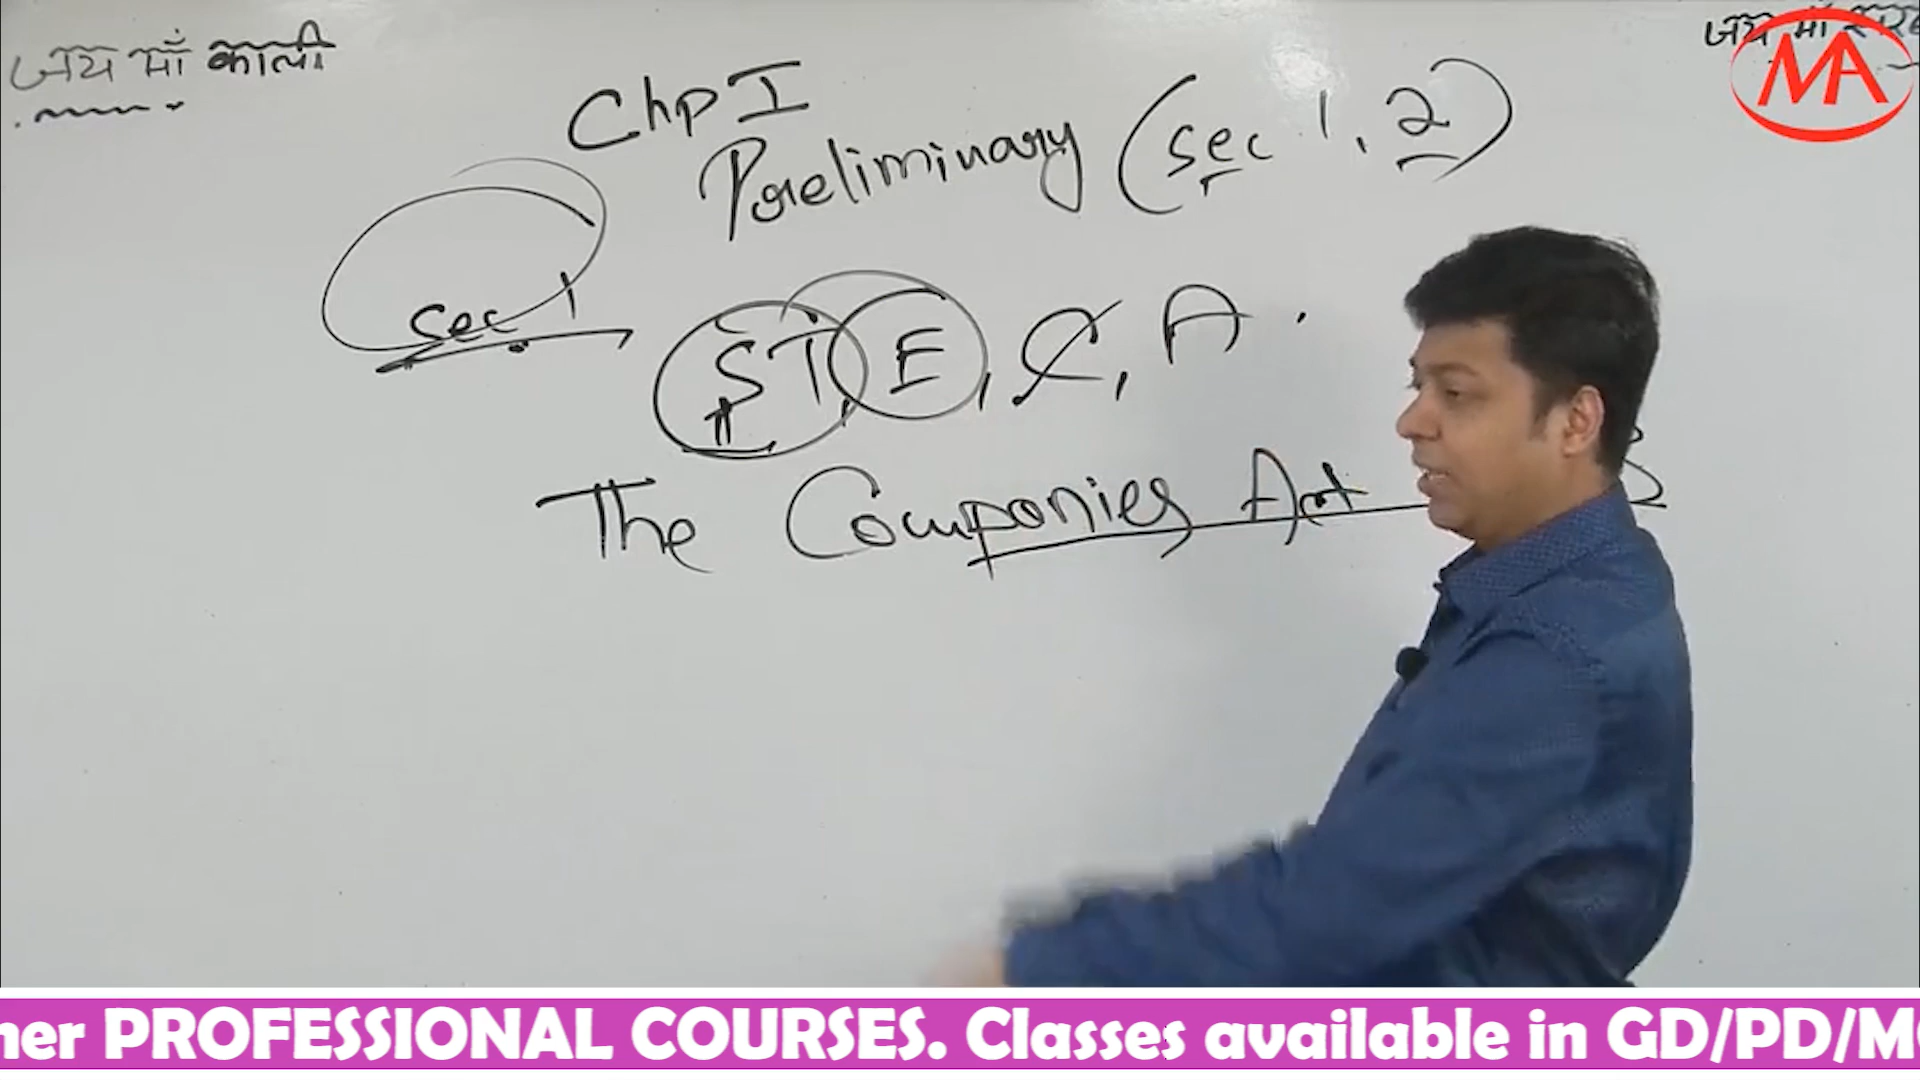 जय माँ काली
जय माँ
MA
Chp I
Preliminary (sec 1, 2)
sec 1
ST, E, C, A.
The Companies Act
PROFESSIONAL COURSES. Classes available in GD/PD/M